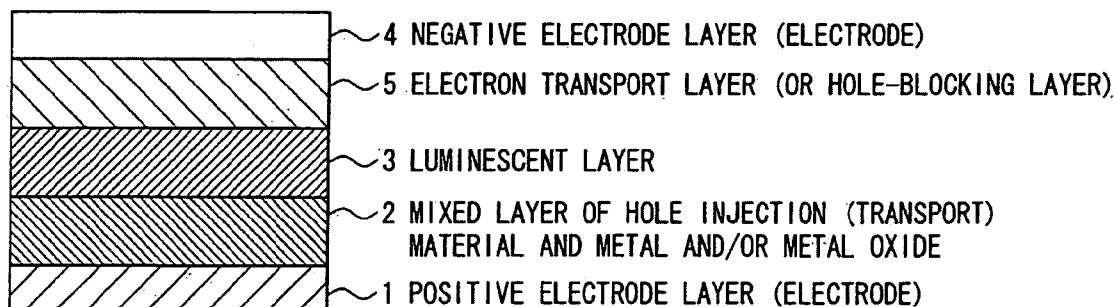 4 NEGATIVE ELECTRODE LAYER (ELECTRODE)
5 ELECTRON TRANSPORT LAYER (OR HOLE-BLOCKING LAYER)
3 LUMINESCENT LAYER
2 MIXED LAYER OF HOLE INJECTION (TRANSPORT)
MATERIAL AND METAL AND/OR METAL OXIDE
1 POSITIVE ELECTRODE LAYER (ELECTRODE)